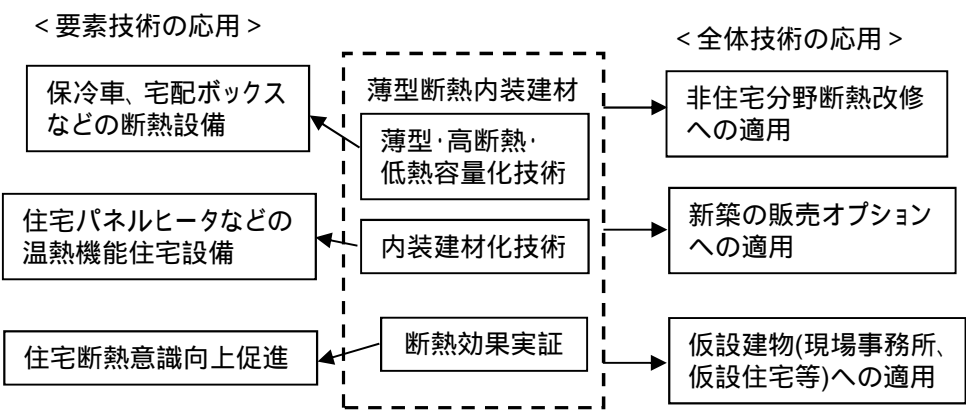 <要素技術の応用>
保冷車、宅配ボックス
などの断熱設備
住宅パネルヒータなどの
温熱機能住宅設備
住宅断熱意識向上促進
薄型断熱内装建材
薄型･高断熱･
低熱容量化技術
内装建材化技術
断熱効果実証
<全体技術の応用>
非住宅分野断熱改修
への適用
新築の販売オプション
への適用
仮設建物(現場事務所、
仮設住宅等)への適用